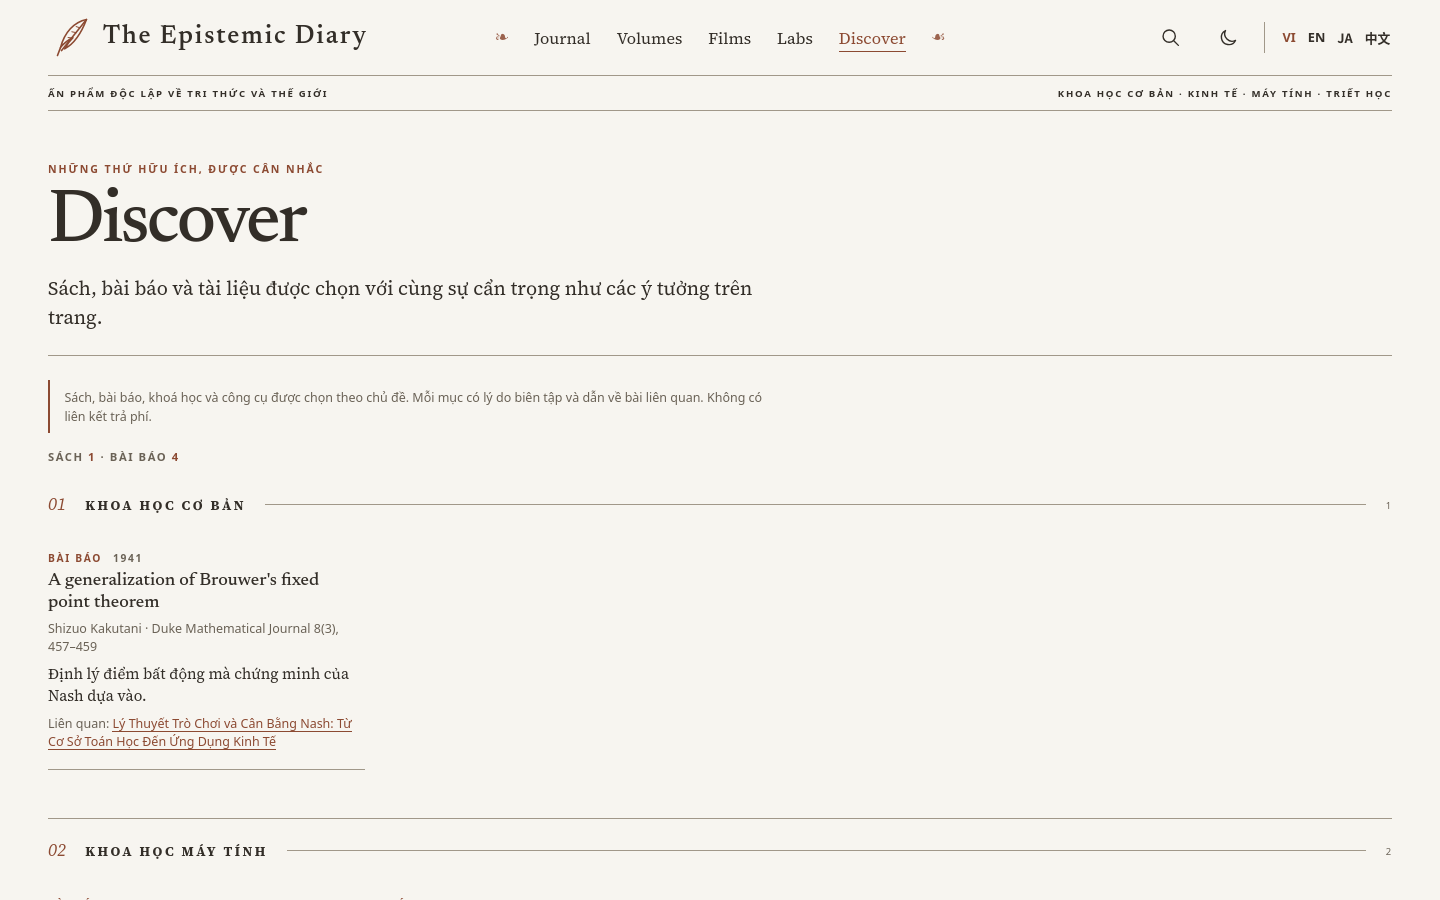 The Epistemic Diary
❧ Journal Volumes Films Labs Discover ☙
VI EN JA 中文
ẤN PHẨM ĐỘC LẬP VỀ TRI THỨC VÀ THẾ GIỚI
KHOA HỌC CƠ BẢN · KINH TẾ · MÁY TÍNH · TRIẾT HỌC
NHỮNG THỨ HỮU ÍCH, ĐƯỢC CÂN NHẮC
Discover
Sách, bài báo và tài liệu được chọn với cùng sự cẩn trọng như các ý tưởng trên
trang.
Sách, bài báo, khoá học và công cụ được chọn theo chủ đề. Mỗi mục có lý do biên tập và dẫn về bài liên quan. Không có
liên kết trả phí.
SÁCH 1 · BÀI BÁO 4
01 KHOA HỌC CƠ BẢN 1
BÀI BÁO 1941
A generalization of Brouwer's fixed
point theorem
Shizuo Kakutani · Duke Mathematical Journal 8(3),
457–459
Định lý điểm bất động mà chứng minh của
Nash dựa vào.
Liên quan: Lý Thuyết Trò Chơi và Cân Bằng Nash: Từ
Cơ Sở Toán Học Đến Ứng Dụng Kinh Tế
02 KHOA HỌC MÁY TÍNH 2